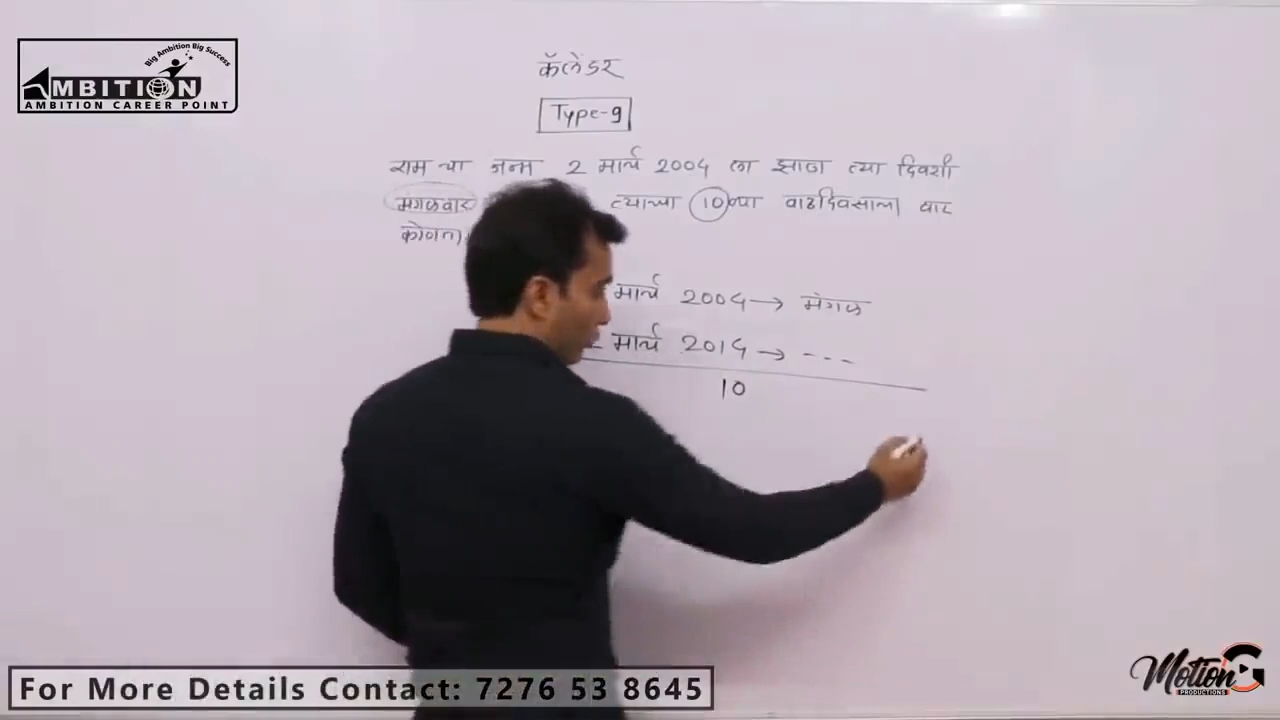 Big Ambition Big Success
AMBITION
AMBITION CAREER POINT
कॅलेंडर
Type-9
राम चा जन्म 2 मार्च 2004 ला झाला त्या दिवशी
मंगळवार त्याच्या 10 व्या वाढदिवसाला वार
कोणता
मार्च 2004 → मंगळ
मार्च 2014 → ---
10
For More Details Contact: 7276 53 8645
Motion G
PRODUCTIONS